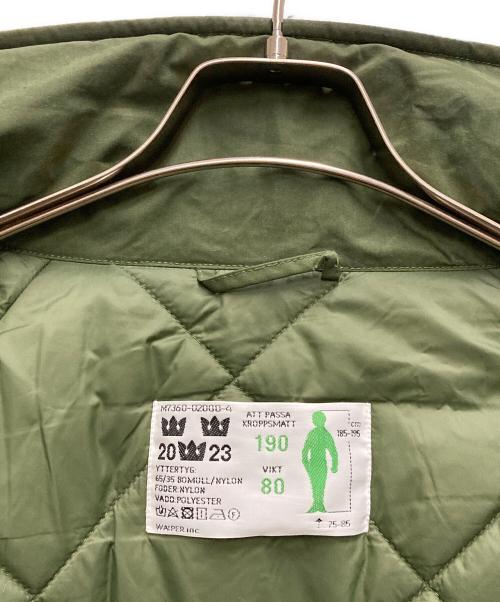 M7360-02000-4
20 23
YTTERTYG:
65/35 BOMULL/NYLON
FODER:NYLON
VADD:POLYESTER
WAIPER.inc
ATT PASSA
KROPPSMÅTT
190
VIKT
80
cm
185-195
75-85